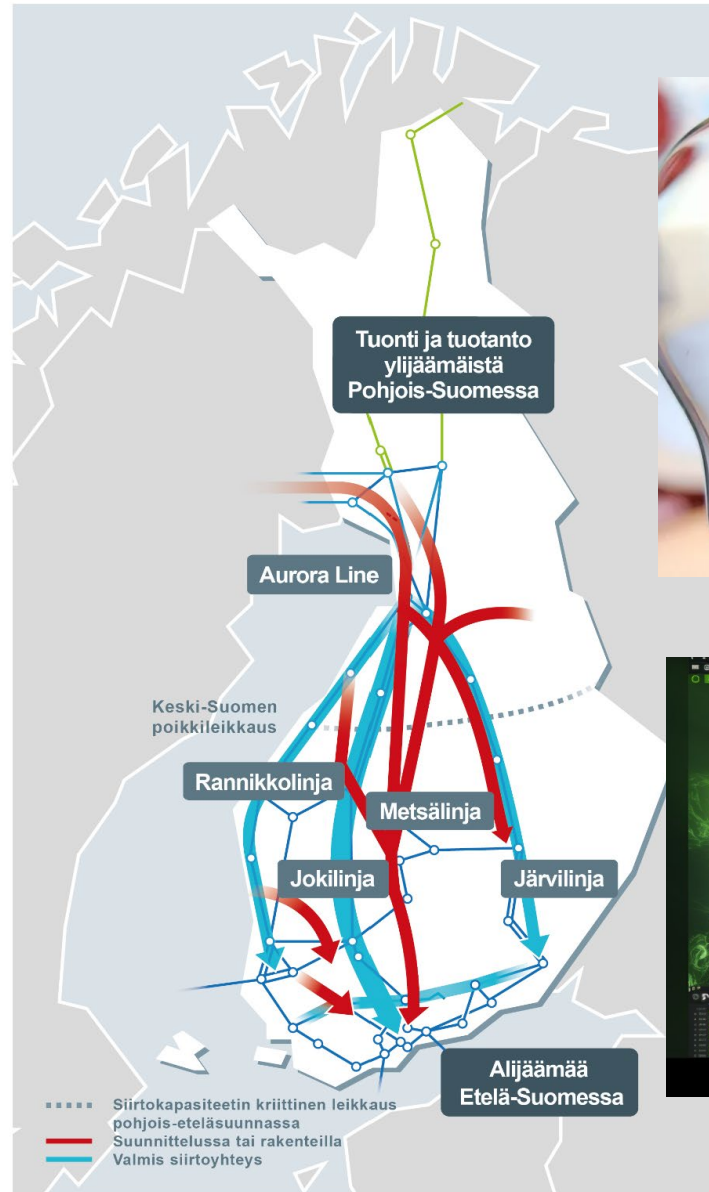 Tuonti ja tuotanto
ylijäämäistä
Pohjois-Suomessa
Aurora Line
Keski-Suomen
poikkileikkaus
Rannikkolinja
Metsälinja
Jokilinja
Järvilinja
Alijäämää
Etelä-Suomessa
Siirtokapasiteetin kriittinen leikkaus
pohjois-eteläsuunnassa
Suunnittelussa tai rakenteilla
Valmis siirtoyhteys